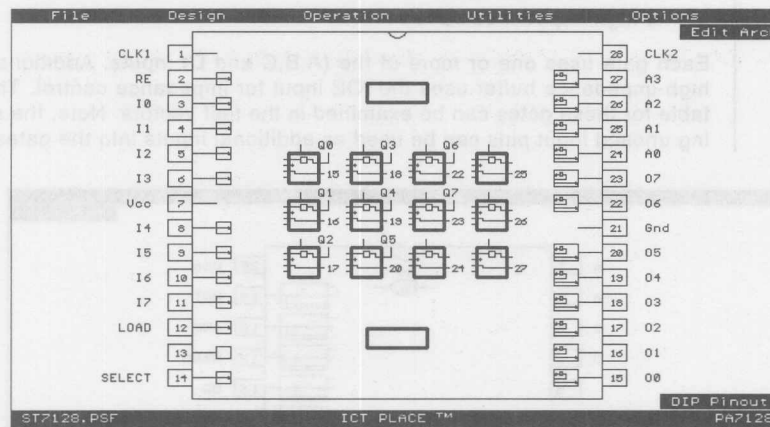 File Design Operation Utilities .Options
Edit Arc
CLK1 1 28 CLK2
RE 2 27 A3
I0 3 26 A2
I1 4 25 A1
I2 5 24 A0
I3 6 23 O7
Vcc 7 22 O6
I4 8 21 Gnd
I5 9 20 O5
I6 10 19 O4
I7 11 18 O3
LOAD 12 17 O2
13 16 O1
SELECT 14 15 O0
Q0 Q3 Q6
15 18 22 25
Q1 Q4 Q7
16 19 23 26
Q2 Q5
17 20 24 27
DIP Pinout
ST7128.PSF ICT PLACE ™ PA7128